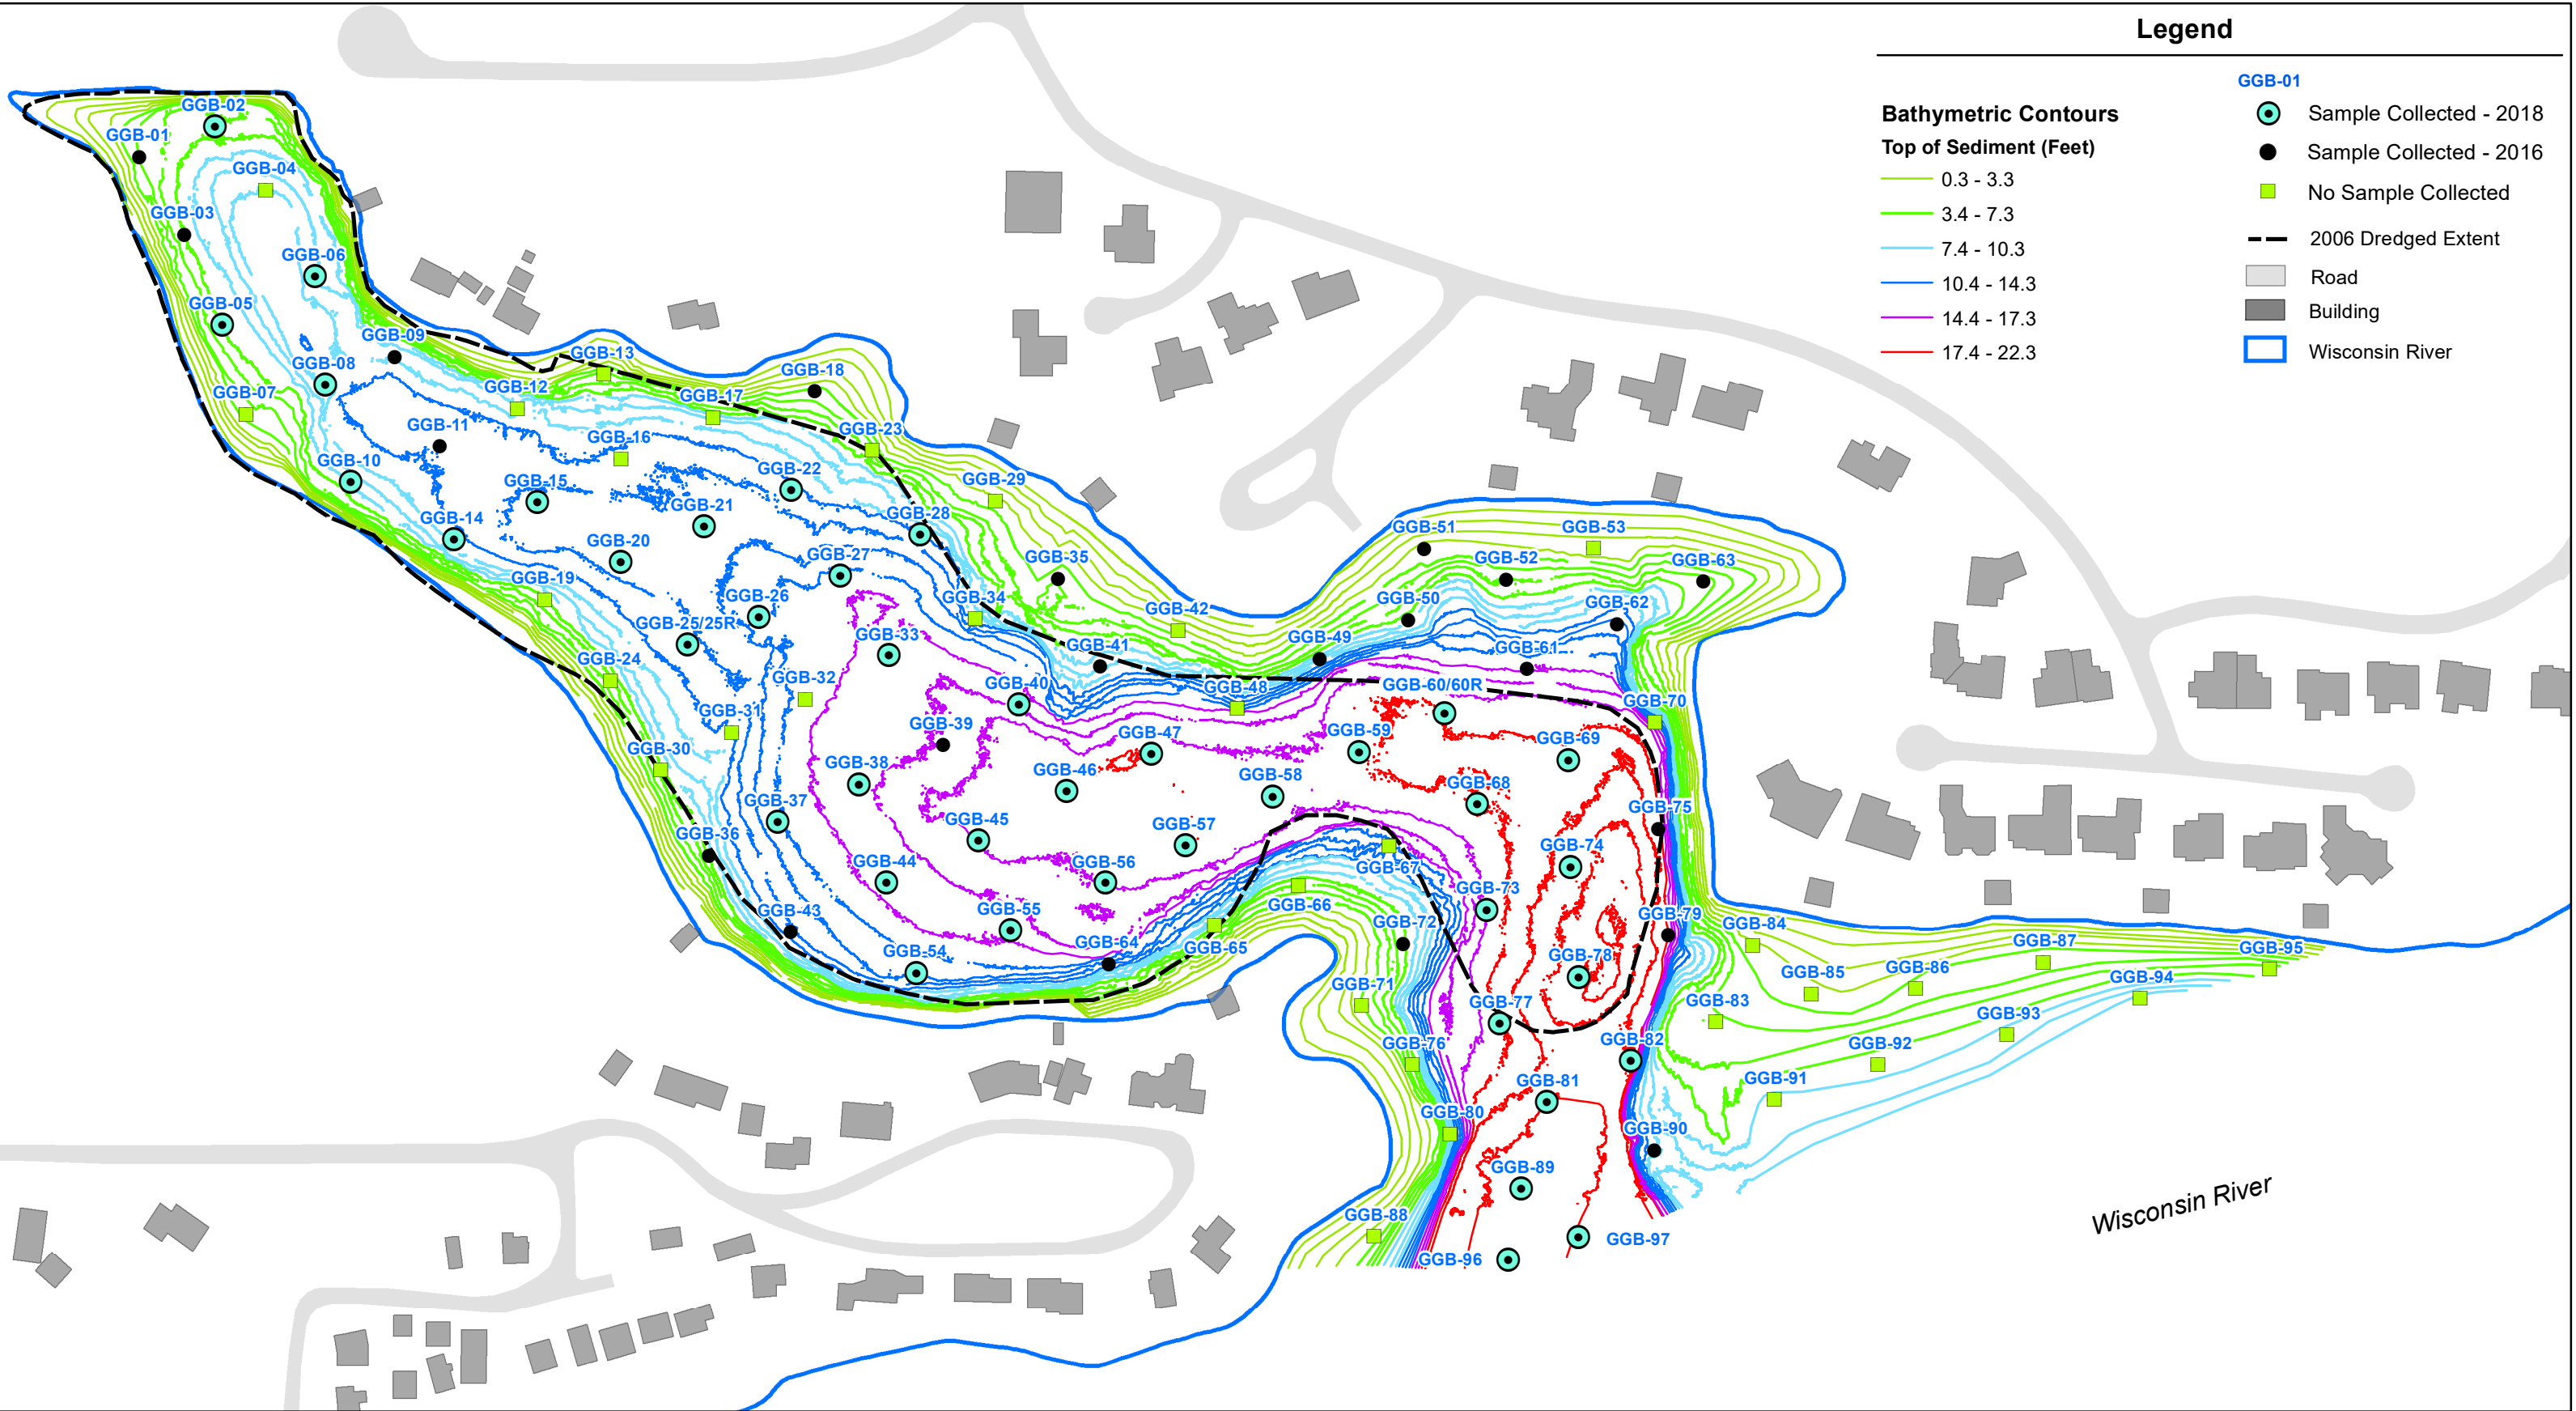 Legend
GGB-01
Bathymetric Contours
Top of Sediment (Feet)
0.3 - 3.3
3.4 - 7.3
7.4 - 10.3
10.4 - 14.3
14.4 - 17.3
17.4 - 22.3
Sample Collected - 2018
Sample Collected - 2016
No Sample Collected
2006 Dredged Extent
Road
Building
Wisconsin River
GGB-02
GGB-01
GGB-04
GGB-03
GGB-06
GGB-05
GGB-09
GGB-08
GGB-07
GGB-13
GGB-12
GGB-18
GGB-17
GGB-11
GGB-16
GGB-23
GGB-10
GGB-15
GGB-22
GGB-29
GGB-14
GGB-21
GGB-28
GGB-20
GGB-27
GGB-35
GGB-19
GGB-26
GGB-34
GGB-25/25R
GGB-33
GGB-42
GGB-24
GGB-32
GGB-41
GGB-40
GGB-31
GGB-39
GGB-30
GGB-38
GGB-37
GGB-36
GGB-51
GGB-53
GGB-52
GGB-63
GGB-50
GGB-62
GGB-49
GGB-61
GGB-48
GGB-60/60R
GGB-70
GGB-47
GGB-59
GGB-69
GGB-46
GGB-58
GGB-68
GGB-75
GGB-45
GGB-57
GGB-74
GGB-44
GGB-56
GGB-67
GGB-73
GGB-43
GGB-55
GGB-66
GGB-72
GGB-79
GGB-84
GGB-54
GGB-64
GGB-65
GGB-78
GGB-87
GGB-95
GGB-71
GGB-77
GGB-85
GGB-86
GGB-94
GGB-83
GGB-93
GGB-76
GGB-82
GGB-92
GGB-81
GGB-91
GGB-80
GGB-90
GGB-89
GGB-88
GGB-96
GGB-97
Wisconsin River